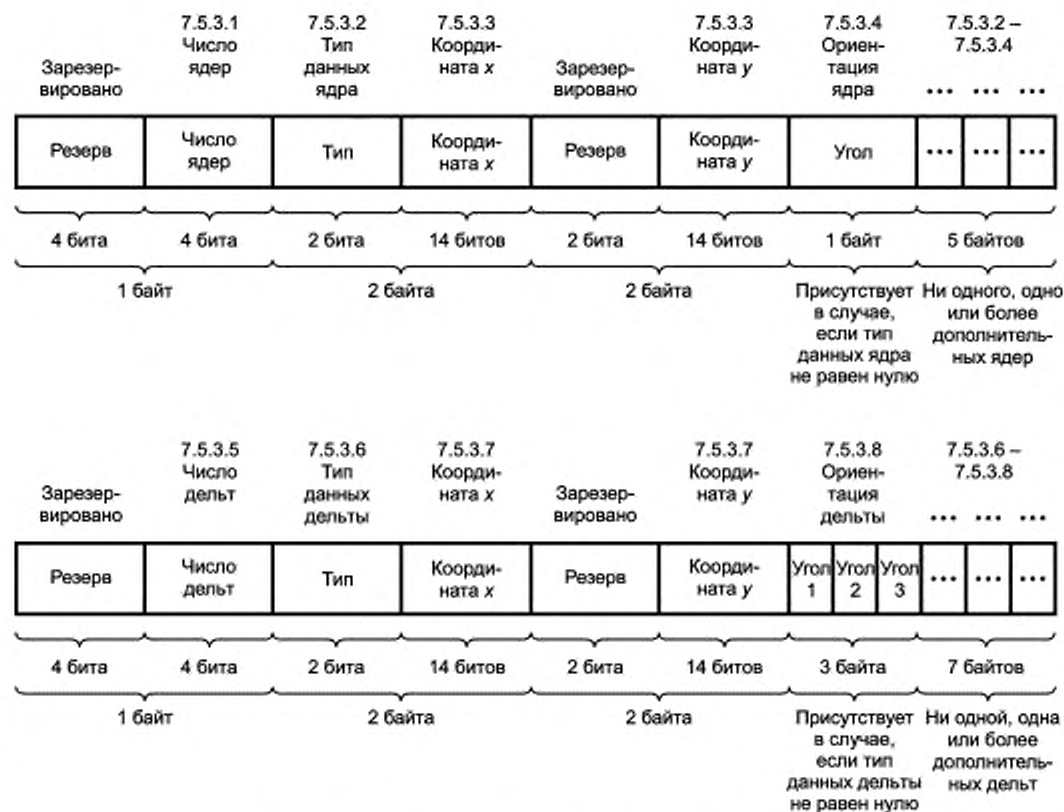 7.5.3.1 7.5.3.2 7.5.3.3 7.5.3.3 7.5.3.4 7.5.3.2 –
Число Тип Коорди- Коорди- Ориен- 7.5.3.4
Зарезер- ядер данных ната x Зарезер- ната y тация
вировано ядра вировано ядра ... ... ...
Резерв Число Тип Коорди- Резерв Коорди- Угол ... ... ...
ядер ната x ната y
4 бита 4 бита 2 бита 14 битов 2 бита 14 битов 1 байт 5 байтов
1 байт 2 байта 2 байта Присутствует Ни одного, одно
в случае, или более
если тип дополнитель-
данных ядра ных ядер
не равен нулю
7.5.3.5 7.5.3.6 7.5.3.7 7.5.3.7 7.5.3.8 7.5.3.6 –
Число Тип Коорди- Коорди- Ориен- 7.5.3.8
Зарезер- дельт данных ната x Зарезер- ната y тация
вировано дельты вировано дельты ... ... ...
Резерв Число Тип Коорди- Резерв Коорди- Угол Угол Угол ... ... ...
дельт ната x ната y 1 2 3
4 бита 4 бита 2 бита 14 битов 2 бита 14 битов 3 байта 7 байтов
1 байт 2 байта 2 байта Присутствует Ни одной, одна
в случае, или более
если тип дополнитель-
данных дельты ных дельт
не равен нулю